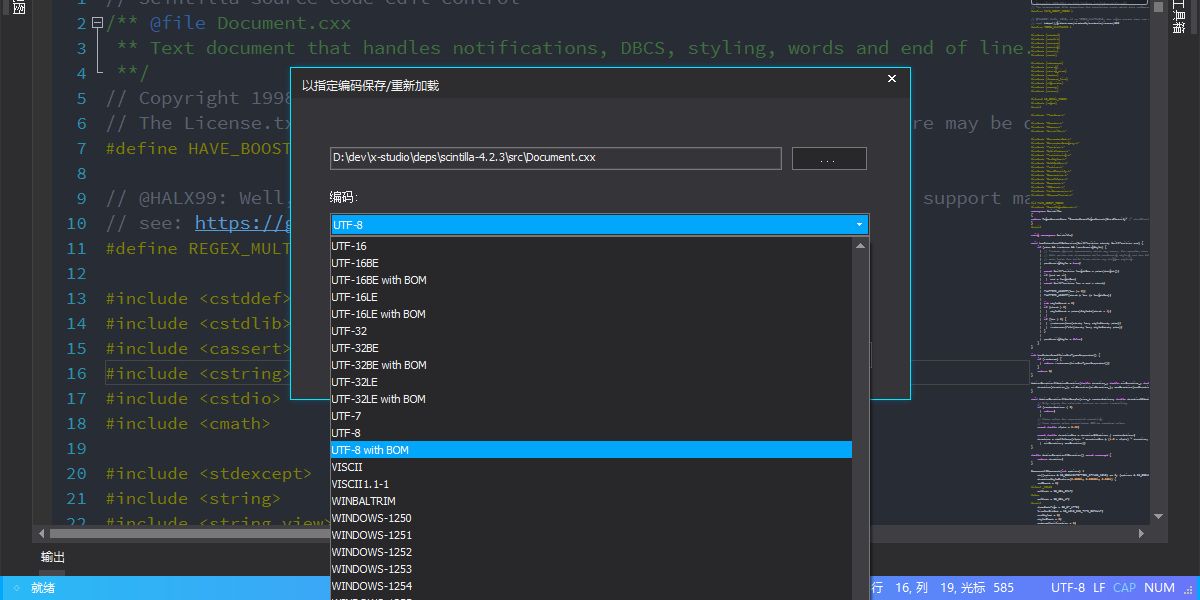 // Scintilla source code edit control
2 /** @file Document.cxx
3 ** Text document that handles notifications, DBCS, styling, words and end of line.
4 **/
5 // Copyright 1998
6 // The License.tx re may be
7 #define HAVE_BOOST
8
9 // @HALX99: Well, support ma
10 // see: https://g
11 #define REGEX_MULT
12
13 #include <cstddef>
14 #include <cstdlib>
15 #include <cassert>
16 #include <cstring>
17 #include <cstdio>
18 #include <cmath>
19
20 #include <stdexcept>
21 #include <string>
22 #include <string_view>
以指定编码保存/重新加载
D:\dev\x-studio\deps\scintilla-4.2.3\src\Document.cxx
...
编码:
UTF-8
UTF-16
UTF-16BE
UTF-16BE with BOM
UTF-16LE
UTF-16LE with BOM
UTF-32
UTF-32BE
UTF-32BE with BOM
UTF-32LE
UTF-32LE with BOM
UTF-7
UTF-8
UTF-8 with BOM
VISCII
VISCII1.1-1
WINBALTRIM
WINDOWS-1250
WINDOWS-1251
WINDOWS-1252
WINDOWS-1253
WINDOWS-1254
工具箱
输出
就绪
行 16, 列 19, 光标 585 UTF-8 LF CAP NUM